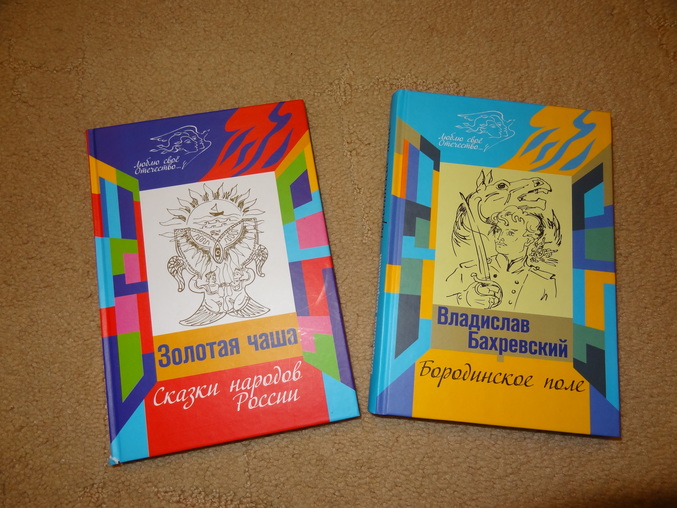 Люблю своё
Отечество...
Золотая чаша
Сказки народов
России
Люблю своё
Отечество...
Владислав
Бахревский
Бородинское поле